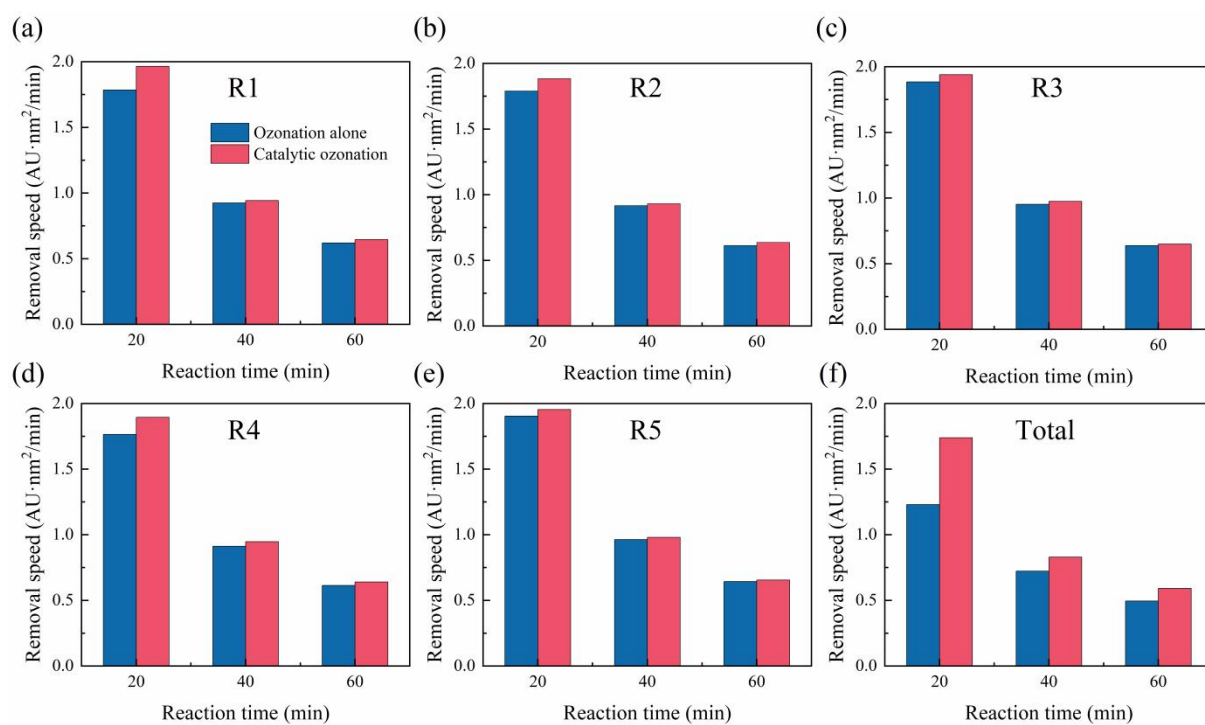 (a)
R1
Ozonation alone
Catalytic ozonation
Removal speed (AU·nm²/min)
2.0
1.5
1.0
0.5
0.0
20
40
60
Reaction time (min)
(b)
R2
Removal speed (AU·nm²/min)
2.0
1.5
1.0
0.5
0.0
20
40
60
Reaction time (min)
(c)
R3
Removal speed (AU·nm²/min)
2.0
1.5
1.0
0.5
0.0
20
40
60
Reaction time (min)
(d)
R4
Removal speed (AU·nm²/min)
2.0
1.5
1.0
0.5
0.0
20
40
60
Reaction time (min)
(e)
R5
Removal speed (AU·nm²/min)
2.0
1.5
1.0
0.5
0.0
20
40
60
Reaction time (min)
(f)
Total
Removal speed (AU·nm²/min)
2.0
1.5
1.0
0.5
0.0
20
40
60
Reaction time (min)